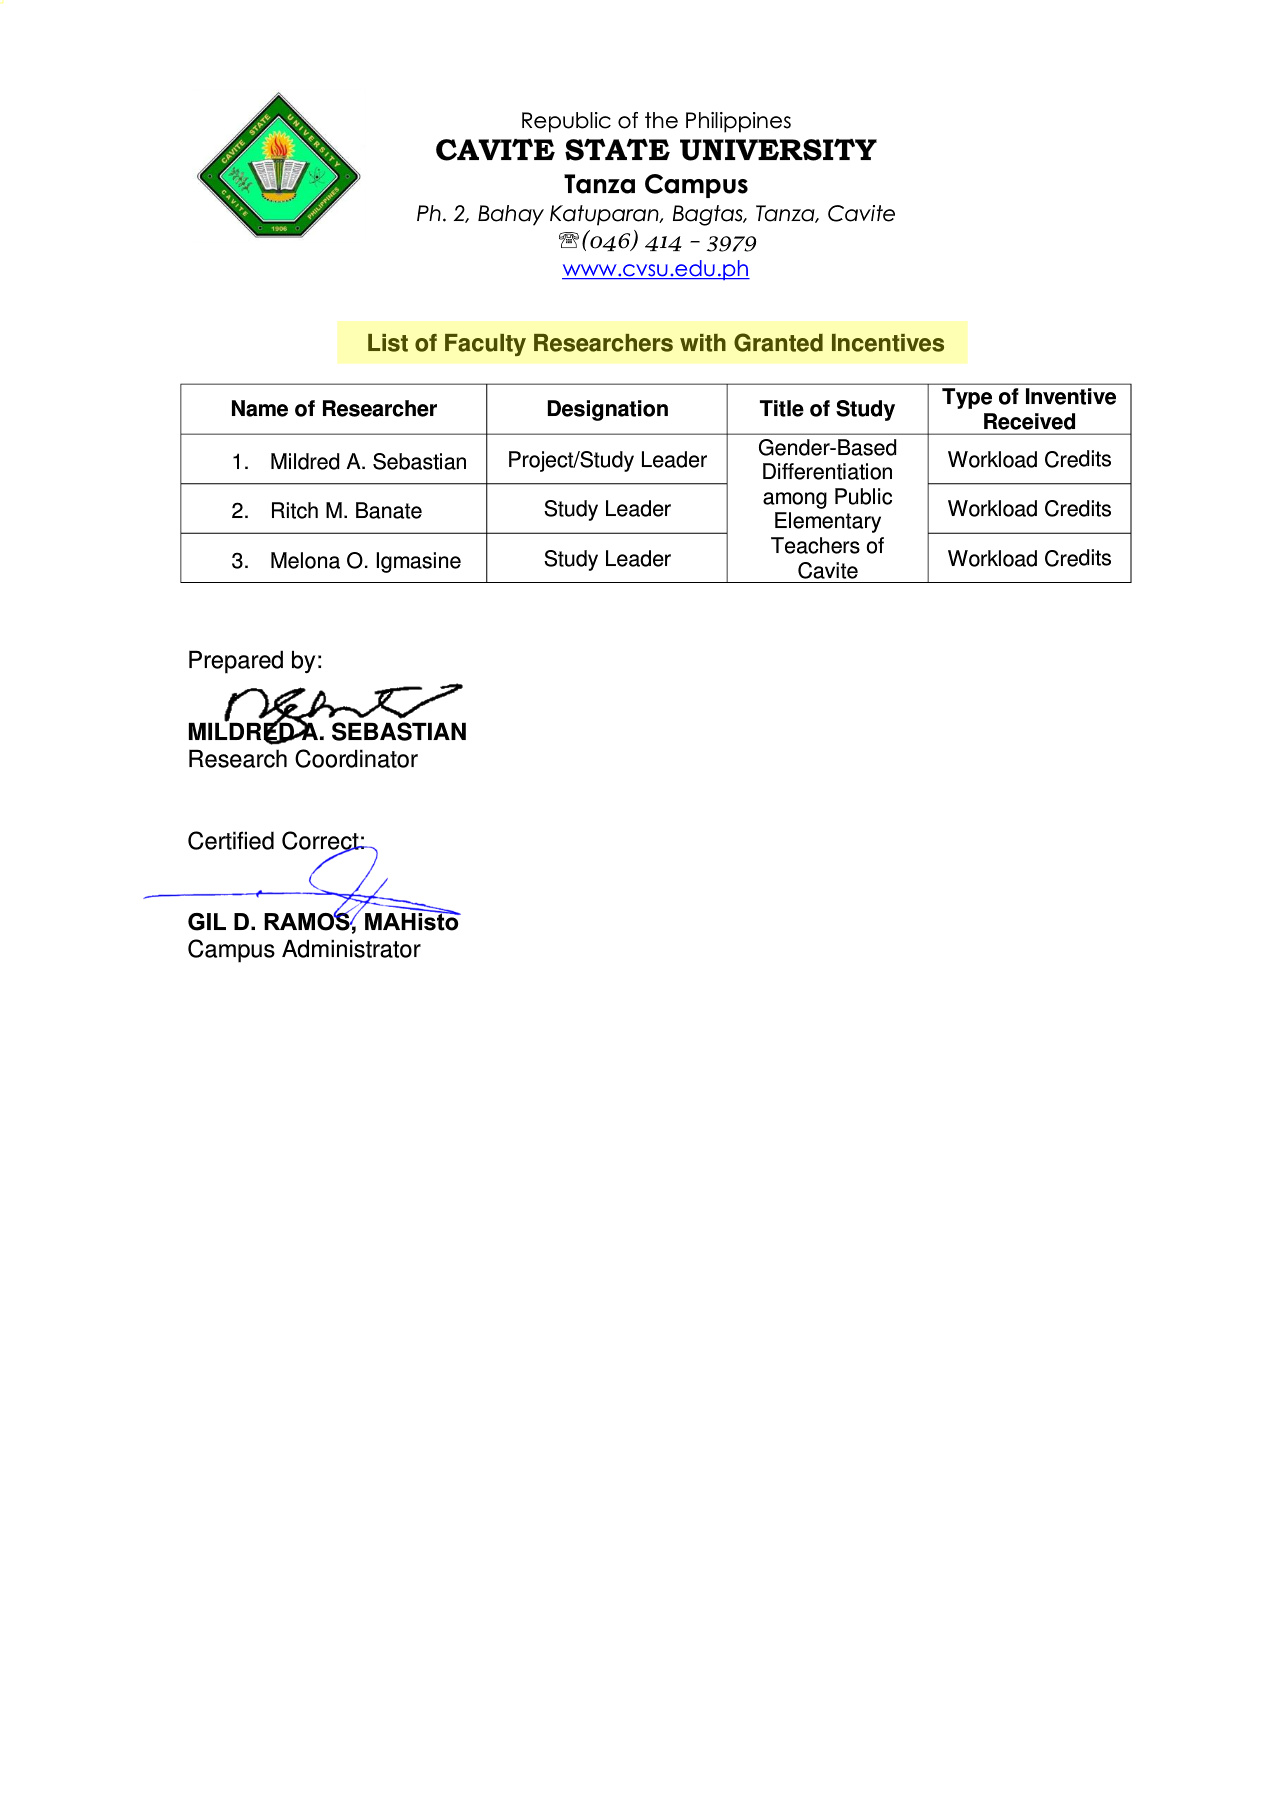 CAVITE STATE UNIVERSITY
CAVITE PHILIPPINES
1906
Republic of the Philippines
CAVITE STATE UNIVERSITY
Tanza Campus
Ph. 2, Bahay Katuparan, Bagtas, Tanza, Cavite
☏(046) 414 – 3979
www.cvsu.edu.ph
List of Faculty Researchers with Granted Incentives
Name of Researcher Designation Title of Study Type of Inventive Received
1. Mildred A. Sebastian Project/Study Leader Gender-Based Differentiation among Public Elementary Teachers of Cavite Workload Credits
2. Ritch M. Banate Study Leader Workload Credits
3. Melona O. Igmasine Study Leader Workload Credits
Prepared by:
MILDRED A. SEBASTIAN
Research Coordinator
Certified Correct:
GIL D. RAMOS, MAHisto
Campus Administrator